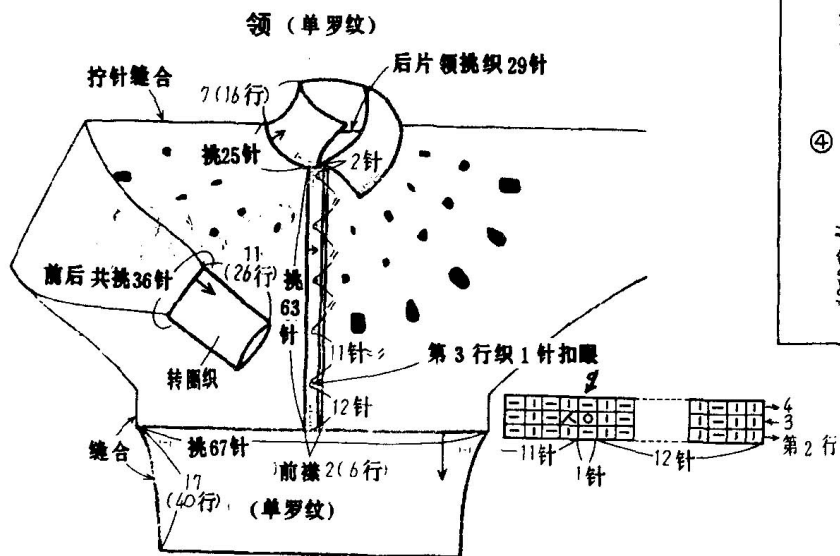 领（单罗纹）
后片领挑织29针
拧针缝合
7(16行)
挑25针
2针
④
前后共挑36针
11
(26行)
挑
63
针
转圈织
11针
第3行织1针扣眼
12针
4
3
第2行
11针
1针
12针
缝合
挑67针
前襟2(6行)
17
(40行)
(单罗纹)